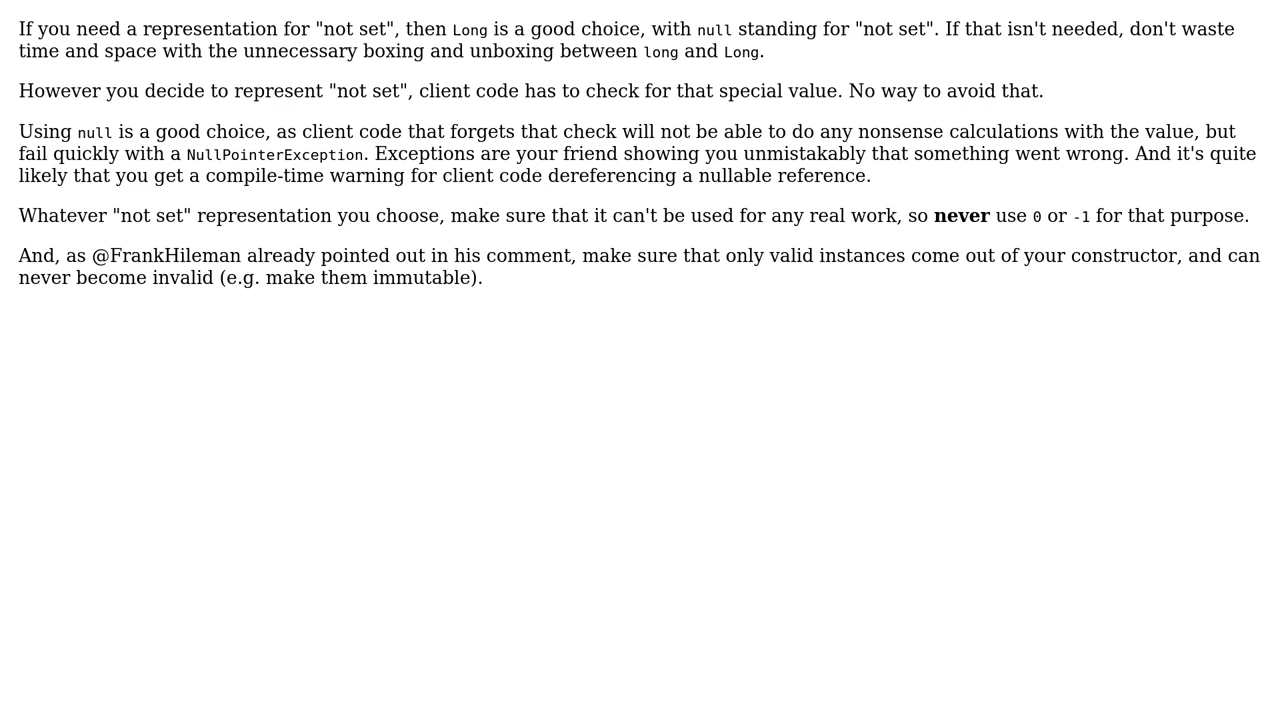 If you need a representation for "not set", then Long is a good choice, with null standing for "not set". If that isn't needed, don't waste
time and space with the unnecessary boxing and unboxing between long and Long.
However you decide to represent "not set", client code has to check for that special value. No way to avoid that.
Using null is a good choice, as client code that forgets that check will not be able to do any nonsense calculations with the value, but
fail quickly with a NullPointerException. Exceptions are your friend showing you unmistakably that something went wrong. And it's quite
likely that you get a compile-time warning for client code dereferencing a nullable reference.
Whatever "not set" representation you choose, make sure that it can't be used for any real work, so never use 0 or -1 for that purpose.
And, as @FrankHileman already pointed out in his comment, make sure that only valid instances come out of your constructor, and can
never become invalid (e.g. make them immutable).